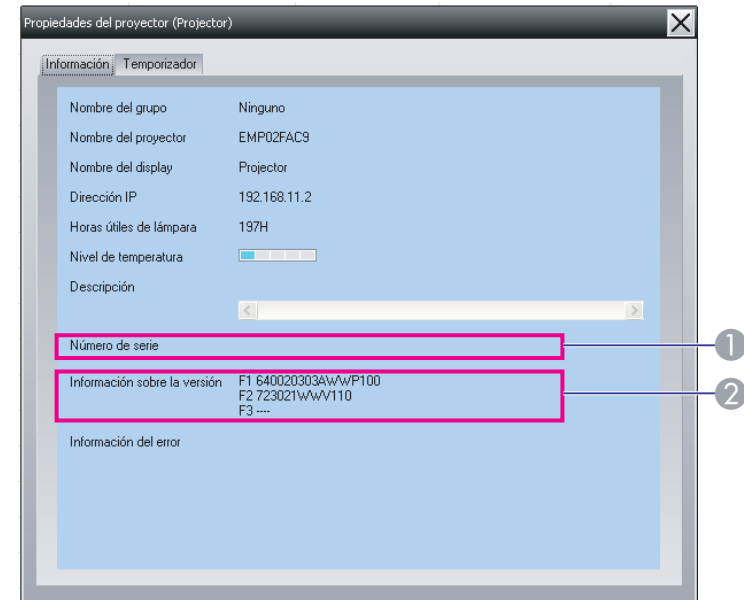 Propiedades del proyector (Projector)
Información Temporizador
Nombre del grupo Ninguno
Nombre del proyector EMP02FAC9
Nombre del display Projector
Dirección IP 192.168.11.2
Horas útiles de lámpara 197H
Nivel de temperatura
Descripción
Número de serie
1
Información sobre la versión F1 640020303AWWP100
2
F2 723021WWV110
F3 ----
Información del error